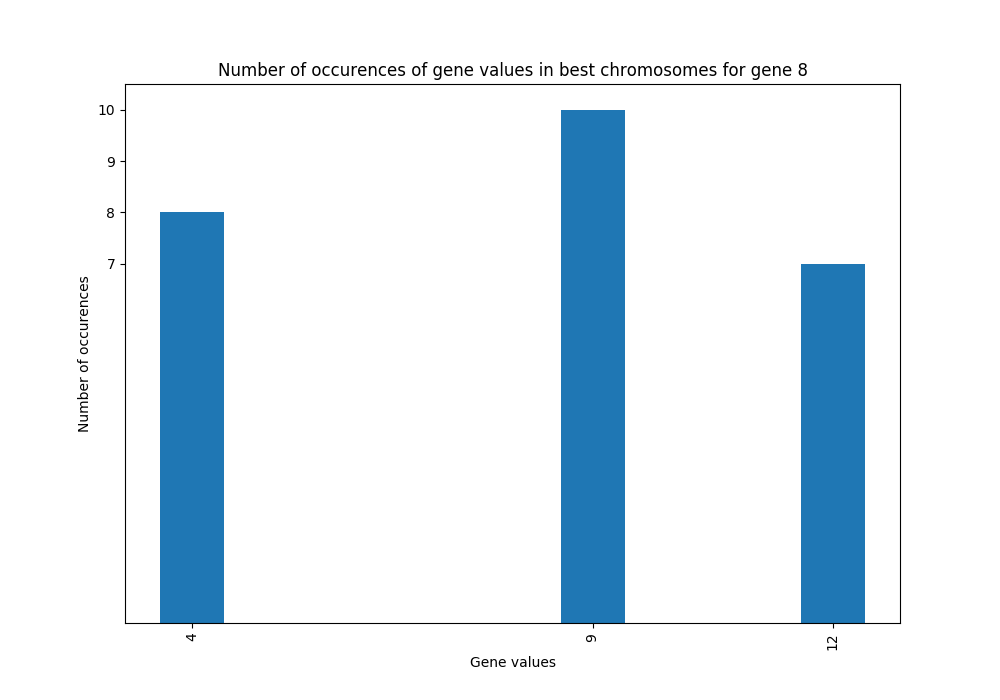 Number of occurences of gene values in best chromosomes for gene 8
10
9
8
7
Number of occurences
4
9
12
Gene values